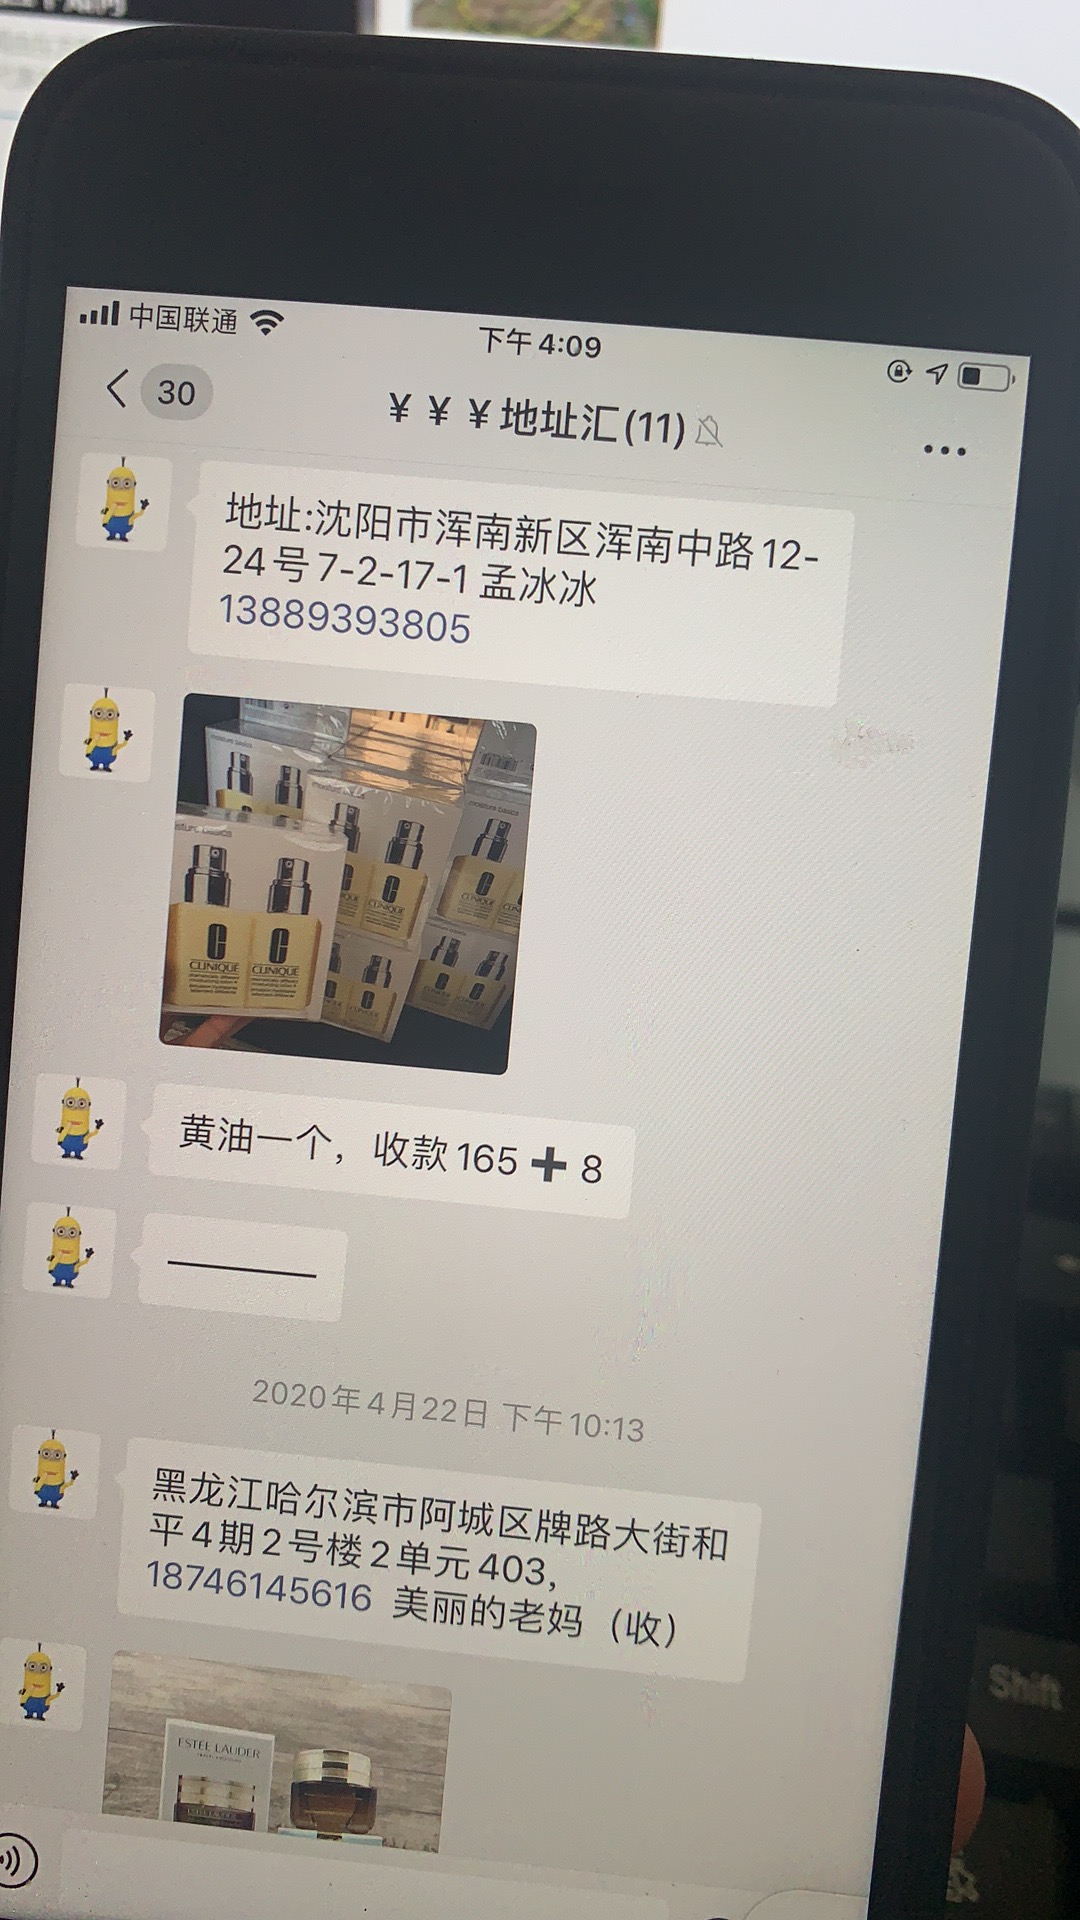 中国联通
下午4:09
30
¥ ¥ ¥地址汇(11)
地址:沈阳市浑南新区浑南中路12-
24号7-2-17-1 孟冰冰
13889393805
moisture basics
CLINIQUE
CLINIQUE
黄油一个，收款165➕8
————
2020年4月22日 下午10:13
黑龙江哈尔滨市阿城区牌路大街和
平4期2号楼2单元403,
18746145616 美丽的老妈（收）
ESTEE LAUDER
Shift